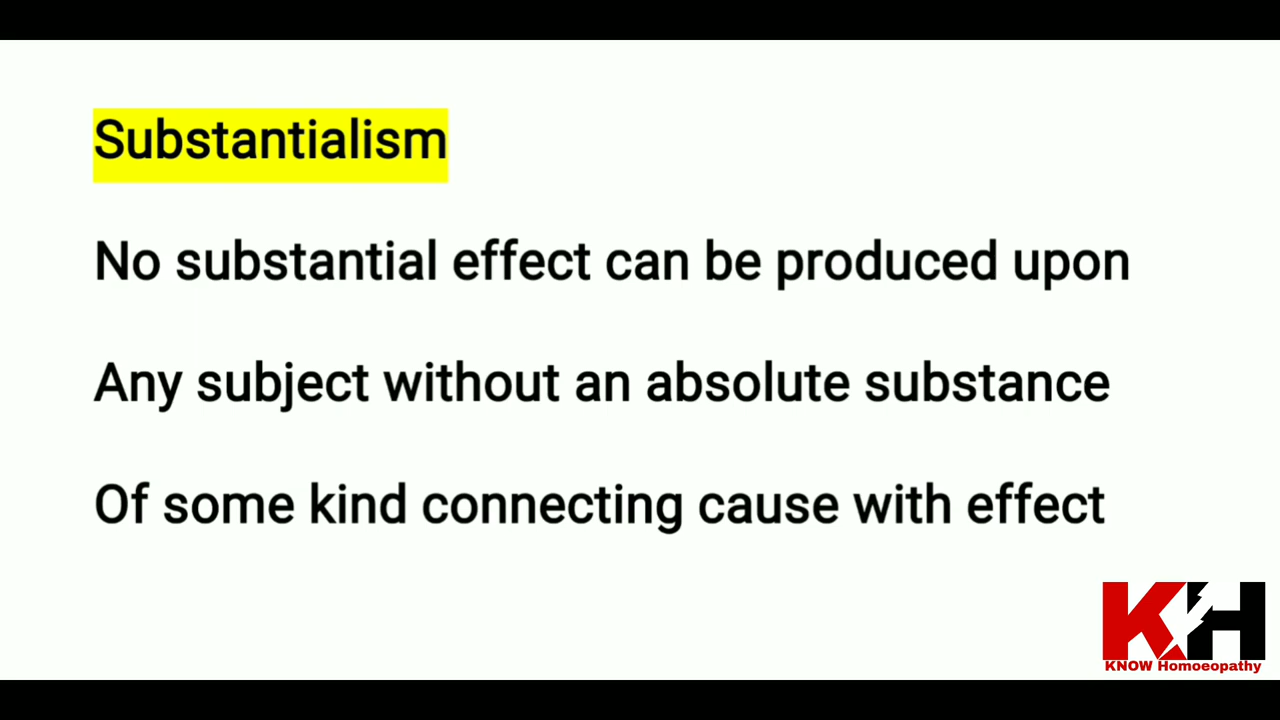 Substantialism
No substantial effect can be produced upon
Any subject without an absolute substance
Of some kind connecting cause with effect
KH
KNOW Homoeopathy